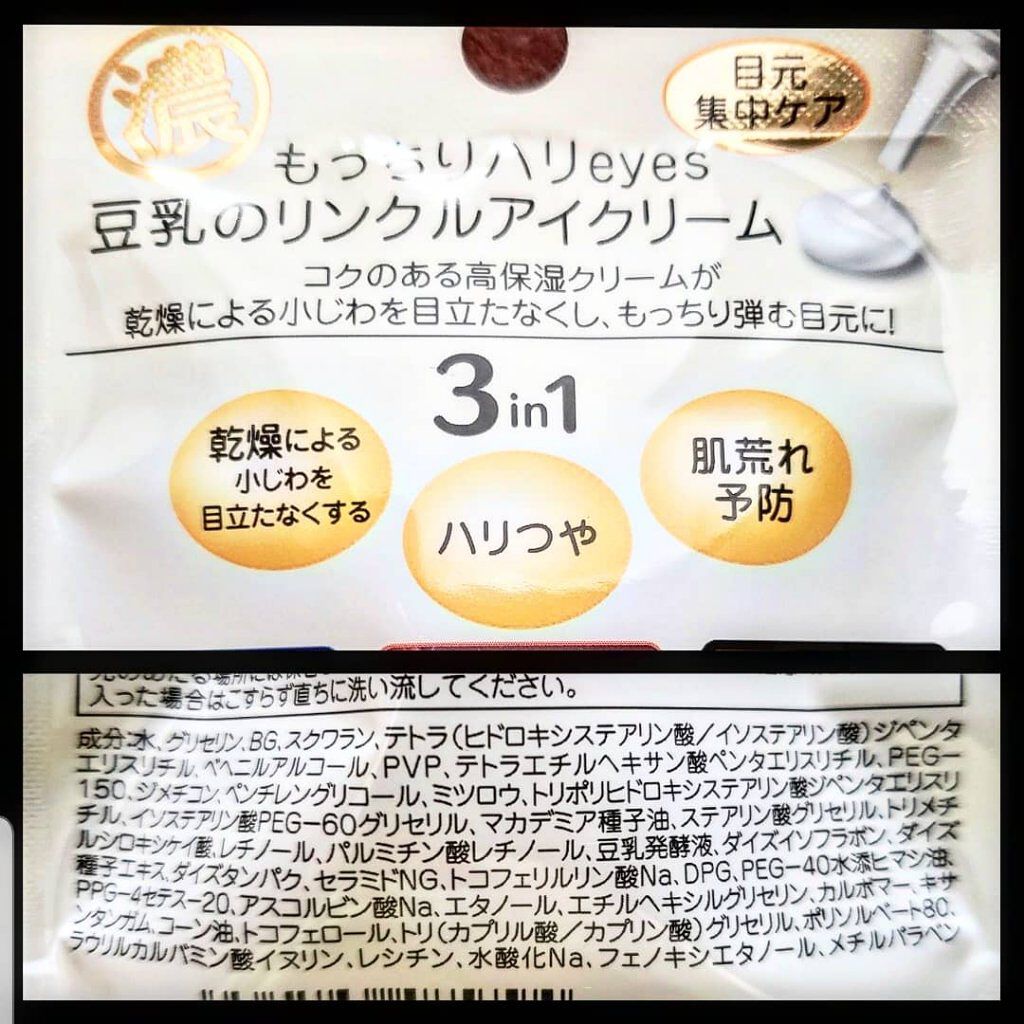 濃
目元
集中ケア
もっちりハリeyes
豆乳のリンクルアイクリーム
コクのある高保湿クリームが
乾燥による小じわを目立たなくし、もっちり弾む目元に!
3in1
乾燥による
小じわを
目立たなくする
ハリつや
肌荒れ
予防
入った場合はこすらず直ちに洗い流してください。
成分:水、グリセリン、BG、スクワラン、テトラ(ヒドロキシステアリン酸/イソステアリン酸)ジペンタ
エリスリチル、ベヘニルアルコール、PVP、テトラエチルヘキサン酸ペンタエリスリチル、PEG-
150、ジメチコン、ペンチレングリコール、ミツロウ、トリポリヒドロキシステアリン酸ジペンタエリスリ
チル、イソステアリン酸PEG-60グリセリル、マカデミア種子油、ステアリン酸グリセリル、トリメチ
ルシロキシケイ酸、レチノール、パルミチン酸レチノール、豆乳発酵液、ダイズイソフラボン、ダイズ
種子エキス、ダイズタンパク、セラミドNG、トコフェリルリン酸Na、DPG、PEG-40水添ヒマシ油、
PPG-4セテス-20、アスコルビン酸Na、エタノール、エチルヘキシルグリセリン、カルボマー、キサ
ンタンガム、コーン油、トコフェロール、トリ(カプリル酸/カプリン酸)グリセリル、ポリソルベート80、
ラウリルカルバミン酸イヌリン、レシチン、水酸化Na、フェノキシエタノール、メチルパラベン